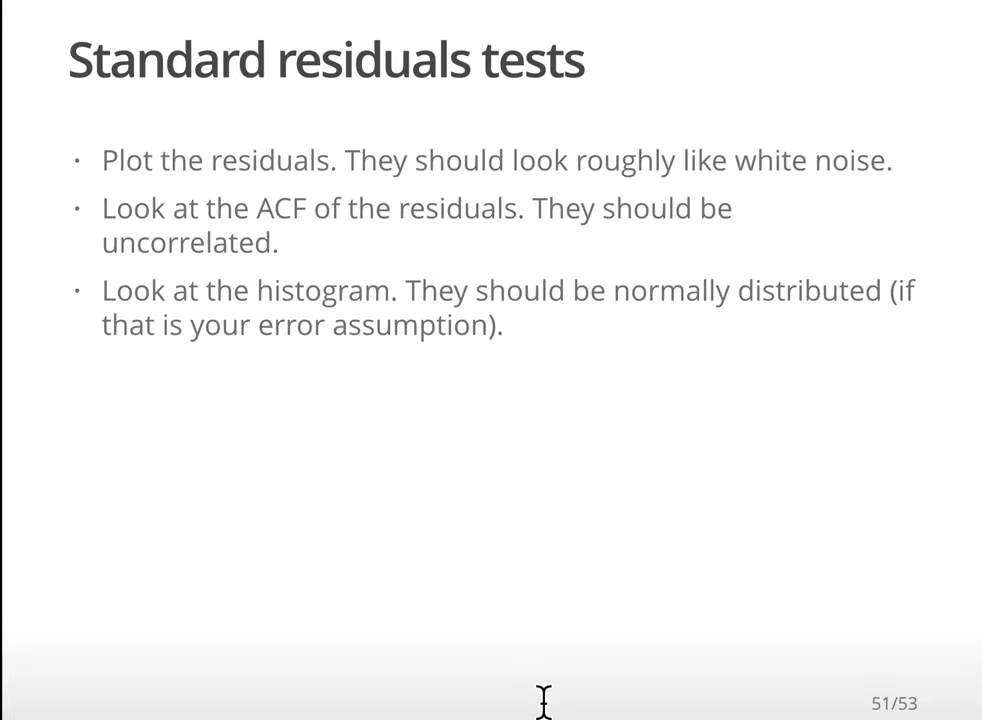 Standard residuals tests
· Plot the residuals. They should look roughly like white noise.
· Look at the ACF of the residuals. They should be
uncorrelated.
· Look at the histogram. They should be normally distributed (if
that is your error assumption).
51/53